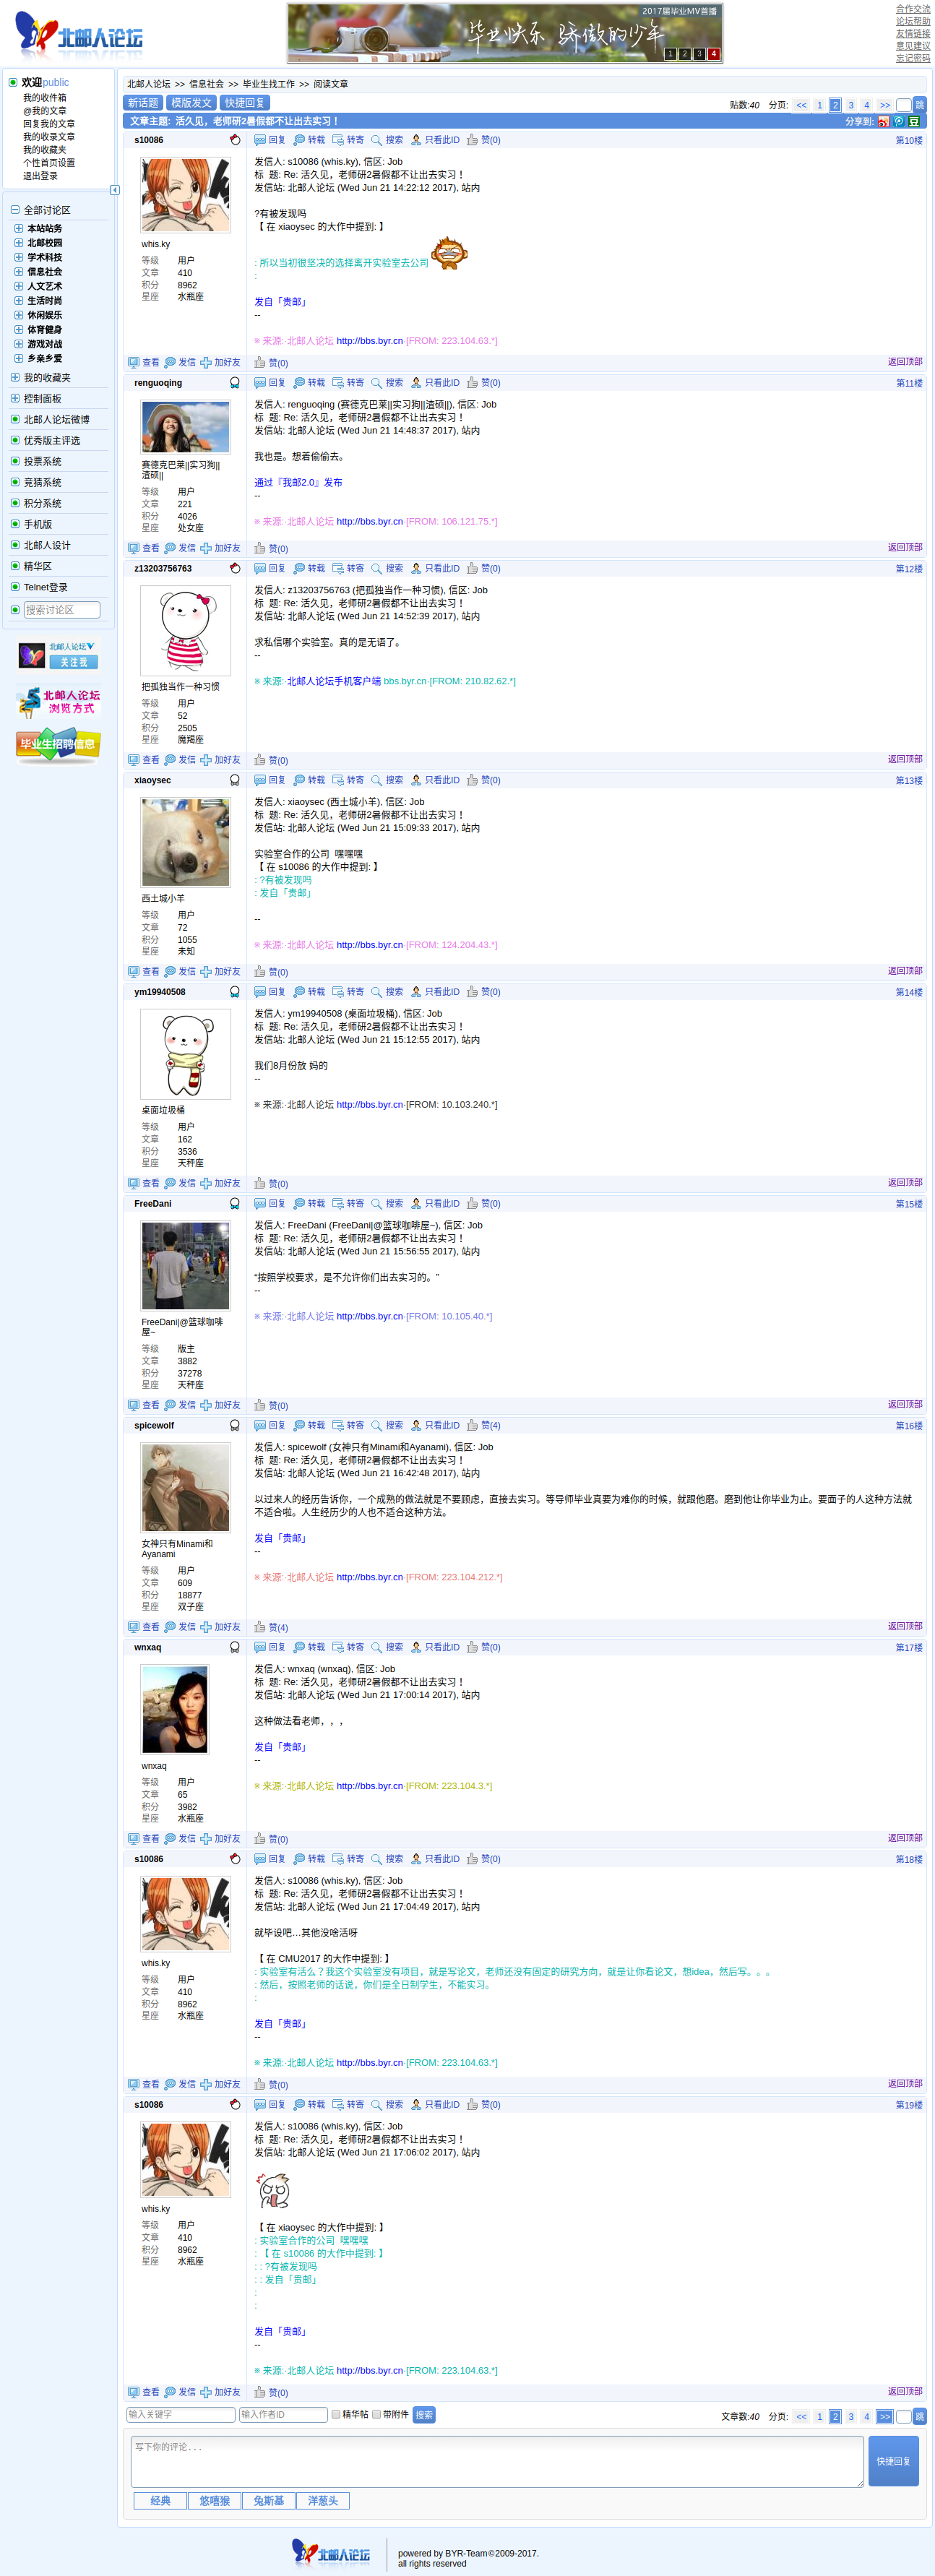 北邮人论坛
2017届毕业MV首播
毕业快乐 骄傲的少年
1 2 3 4
合作交流
论坛帮助
友情链接
意见建议
忘记密码
欢迎public
我的收件箱
@我的文章
回复我的文章
我的收录文章
我的收藏夹
个性首页设置
退出登录
全部讨论区
本站站务
北邮校园
学术科技
信息社会
人文艺术
生活时尚
休闲娱乐
体育健身
游戏对战
乡亲乡爱
我的收藏夹
控制面板
北邮人论坛微博
优秀版主评选
投票系统
竞猜系统
积分系统
手机版
北邮人设计
精华区
Telnet登录
搜索讨论区
北邮人论坛
关注我
北邮人论坛
浏览方式
毕业生招聘信息
北邮人论坛 >> 信息社会 >> 毕业生找工作 >> 阅读文章
新话题 模版发文 快捷回复
贴数:40 分页: << 1 2 3 4 >> 跳
文章主题: 活久见，老师研2暑假都不让出去实习！ 分享到:
s10086 回复 转载 转寄 搜索 只看此ID 赞(0) 第10楼
whis.ky
等级 用户
文章 410
积分 8962
星座 水瓶座
发信人: s10086 (whis.ky), 信区: Job
标 题: Re: 活久见，老师研2暑假都不让出去实习！
发信站: 北邮人论坛 (Wed Jun 21 14:22:12 2017), 站内
?有被发现吗
【 在 xiaoysec 的大作中提到: 】
: 所以当初很坚决的选择离开实验室去公司
:
发自「贵邮」
--
※ 来源:·北邮人论坛 http://bbs.byr.cn·[FROM: 223.104.63.*]
查看 发信 加好友 赞(0) 返回顶部
renguoqing 回复 转载 转寄 搜索 只看此ID 赞(0) 第11楼
赛德克巴莱||实习狗||
渣硕||
等级 用户
文章 221
积分 4026
星座 处女座
发信人: renguoqing (赛德克巴莱||实习狗||渣硕||), 信区: Job
标 题: Re: 活久见，老师研2暑假都不让出去实习！
发信站: 北邮人论坛 (Wed Jun 21 14:48:37 2017), 站内
我也是。想着偷偷去。
通过『我邮2.0』发布
--
※ 来源:·北邮人论坛 http://bbs.byr.cn·[FROM: 106.121.75.*]
查看 发信 加好友 赞(0) 返回顶部
z13203756763 回复 转载 转寄 搜索 只看此ID 赞(0) 第12楼
把孤独当作一种习惯
等级 用户
文章 52
积分 2505
星座 魔羯座
发信人: z13203756763 (把孤独当作一种习惯), 信区: Job
标 题: Re: 活久见，老师研2暑假都不让出去实习！
发信站: 北邮人论坛 (Wed Jun 21 14:52:39 2017), 站内
求私信哪个实验室。真的是无语了。
--
※ 来源:·北邮人论坛手机客户端 bbs.byr.cn·[FROM: 210.82.62.*]
查看 发信 加好友 赞(0) 返回顶部
xiaoysec 回复 转载 转寄 搜索 只看此ID 赞(0) 第13楼
西土城小羊
等级 用户
文章 72
积分 1055
星座 未知
发信人: xiaoysec (西土城小羊), 信区: Job
标 题: Re: 活久见，老师研2暑假都不让出去实习！
发信站: 北邮人论坛 (Wed Jun 21 15:09:33 2017), 站内
实验室合作的公司 嘿嘿嘿
【 在 s10086 的大作中提到: 】
: ?有被发现吗
: 发自「贵邮」
--
※ 来源:·北邮人论坛 http://bbs.byr.cn·[FROM: 124.204.43.*]
查看 发信 加好友 赞(0) 返回顶部
ym19940508 回复 转载 转寄 搜索 只看此ID 赞(0) 第14楼
桌面垃圾桶
等级 用户
文章 162
积分 3536
星座 天秤座
发信人: ym19940508 (桌面垃圾桶), 信区: Job
标 题: Re: 活久见，老师研2暑假都不让出去实习！
发信站: 北邮人论坛 (Wed Jun 21 15:12:55 2017), 站内
我们8月份放 妈的
--
※ 来源:·北邮人论坛 http://bbs.byr.cn·[FROM: 10.103.240.*]
查看 发信 加好友 赞(0) 返回顶部
FreeDani 回复 转载 转寄 搜索 只看此ID 赞(0) 第15楼
FreeDani|@篮球咖啡
屋~
等级 版主
文章 3882
积分 37278
星座 天秤座
发信人: FreeDani (FreeDani|@篮球咖啡屋~), 信区: Job
标 题: Re: 活久见，老师研2暑假都不让出去实习！
发信站: 北邮人论坛 (Wed Jun 21 15:56:55 2017), 站内
“按照学校要求，是不允许你们出去实习的。”
--
※ 来源:·北邮人论坛 http://bbs.byr.cn·[FROM: 10.105.40.*]
查看 发信 加好友 赞(0) 返回顶部
spicewolf 回复 转载 转寄 搜索 只看此ID 赞(4) 第16楼
女神只有Minami和
Ayanami
等级 用户
文章 609
积分 18877
星座 双子座
发信人: spicewolf (女神只有Minami和Ayanami), 信区: Job
标 题: Re: 活久见，老师研2暑假都不让出去实习！
发信站: 北邮人论坛 (Wed Jun 21 16:42:48 2017), 站内
以过来人的经历告诉你，一个成熟的做法就是不要顾虑，直接去实习。等导师毕业真要为难你的时候，就跟他磨。磨到他让你毕业为止。要面子的人这种方法就
不适合啦。人生经历少的人也不适合这种方法。
发自「贵邮」
--
※ 来源:·北邮人论坛 http://bbs.byr.cn·[FROM: 223.104.212.*]
查看 发信 加好友 赞(4) 返回顶部
wnxaq 回复 转载 转寄 搜索 只看此ID 赞(0) 第17楼
wnxaq
等级 用户
文章 65
积分 3982
星座 水瓶座
发信人: wnxaq (wnxaq), 信区: Job
标 题: Re: 活久见，老师研2暑假都不让出去实习！
发信站: 北邮人论坛 (Wed Jun 21 17:00:14 2017), 站内
这种做法看老师，，，
发自「贵邮」
--
※ 来源:·北邮人论坛 http://bbs.byr.cn·[FROM: 223.104.3.*]
查看 发信 加好友 赞(0) 返回顶部
s10086 回复 转载 转寄 搜索 只看此ID 赞(0) 第18楼
whis.ky
等级 用户
文章 410
积分 8962
星座 水瓶座
发信人: s10086 (whis.ky), 信区: Job
标 题: Re: 活久见，老师研2暑假都不让出去实习！
发信站: 北邮人论坛 (Wed Jun 21 17:04:49 2017), 站内
就毕设吧…其他没啥活呀
【 在 CMU2017 的大作中提到: 】
: 实验室有活么？我这个实验室没有项目，就是写论文，老师还没有固定的研究方向，就是让你看论文，想idea，然后写。。。
: 然后，按照老师的话说，你们是全日制学生，不能实习。
:
发自「贵邮」
--
※ 来源:·北邮人论坛 http://bbs.byr.cn·[FROM: 223.104.63.*]
查看 发信 加好友 赞(0) 返回顶部
s10086 回复 转载 转寄 搜索 只看此ID 赞(0) 第19楼
whis.ky
等级 用户
文章 410
积分 8962
星座 水瓶座
发信人: s10086 (whis.ky), 信区: Job
标 题: Re: 活久见，老师研2暑假都不让出去实习！
发信站: 北邮人论坛 (Wed Jun 21 17:06:02 2017), 站内
【 在 xiaoysec 的大作中提到: 】
: 实验室合作的公司 嘿嘿嘿
: 【 在 s10086 的大作中提到: 】
: : ?有被发现吗
: : 发自「贵邮」
:
:
发自「贵邮」
--
※ 来源:·北邮人论坛 http://bbs.byr.cn·[FROM: 223.104.63.*]
查看 发信 加好友 赞(0) 返回顶部
输入关键字 输入作者ID 精华帖 带附件 搜索
文章数:40 分页: << 1 2 3 4 >> 跳
写下你的评论...
快捷回复
经典 悠嘻猴 兔斯基 洋葱头
北邮人论坛
powered by BYR-Team©2009-2017.
all rights reserved